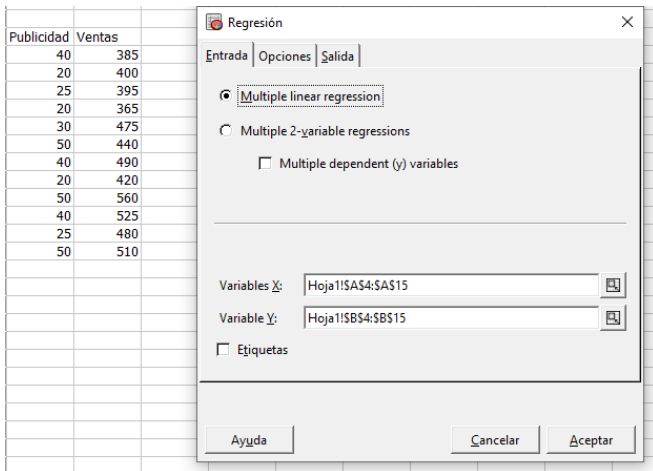 Publicidad Ventas
40 385
20 400
25 395
20 365
30 475
50 440
40 490
20 420
50 560
40 525
25 480
50 510
Regresión
Entrada Opciones Salida
Multiple linear regression
Multiple 2-variable regressions
Multiple dependent (y) variables
Variables X: Hoja1!$A$4:$A$15
Variable Y: Hoja1!$B$4:$B$15
Etiquetas
Ayuda Cancelar Aceptar